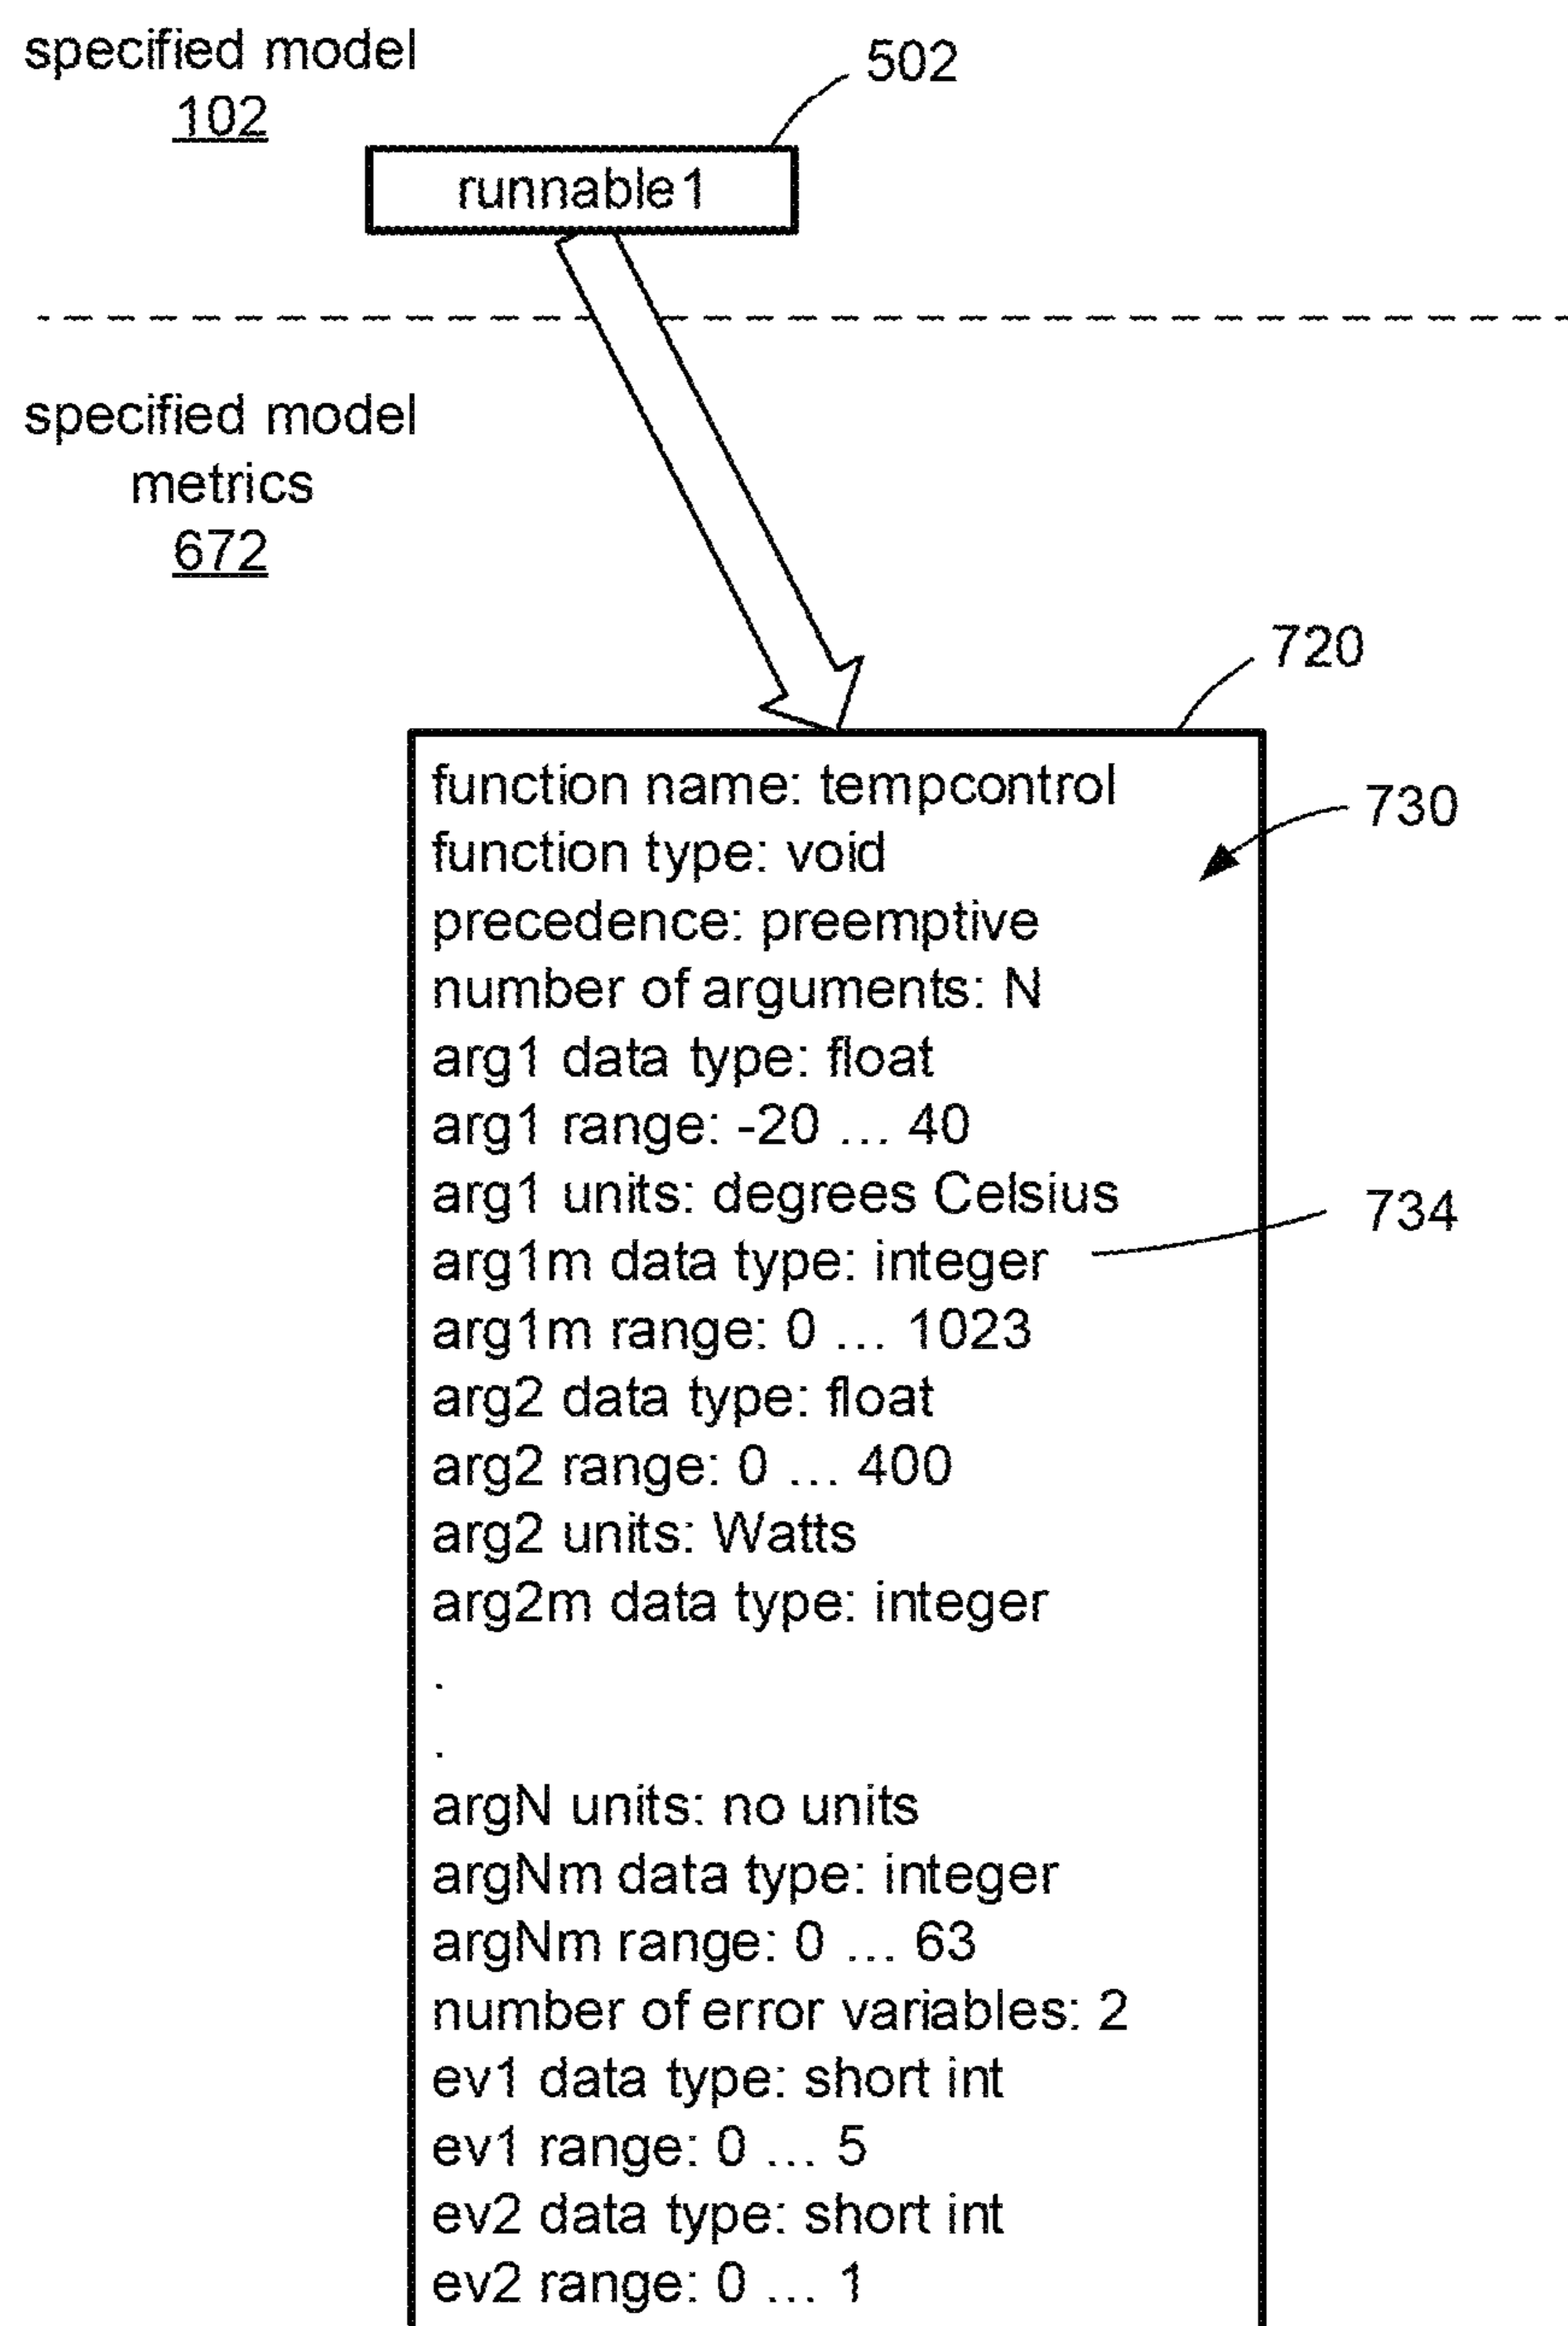 specified model
102
502
runnable1
specified model
metrics
672
720
function name: tempcontrol
730
function type: void
precedence: preemptive
number of arguments: N
arg1 data type: float
arg1 range: -20 ... 40
arg1 units: degrees Celsius
734
arg1m data type: integer
arg1m range: 0 ... 1023
arg2 data type: float
arg2 range: 0 ... 400
arg2 units: Watts
arg2m data type: integer
.
.
argN units: no units
argNm data type: integer
argNm range: 0 ... 63
number of error variables: 2
ev1 data type: short int
ev1 range: 0 ... 5
ev2 data type: short int
ev2 range: 0 ... 1